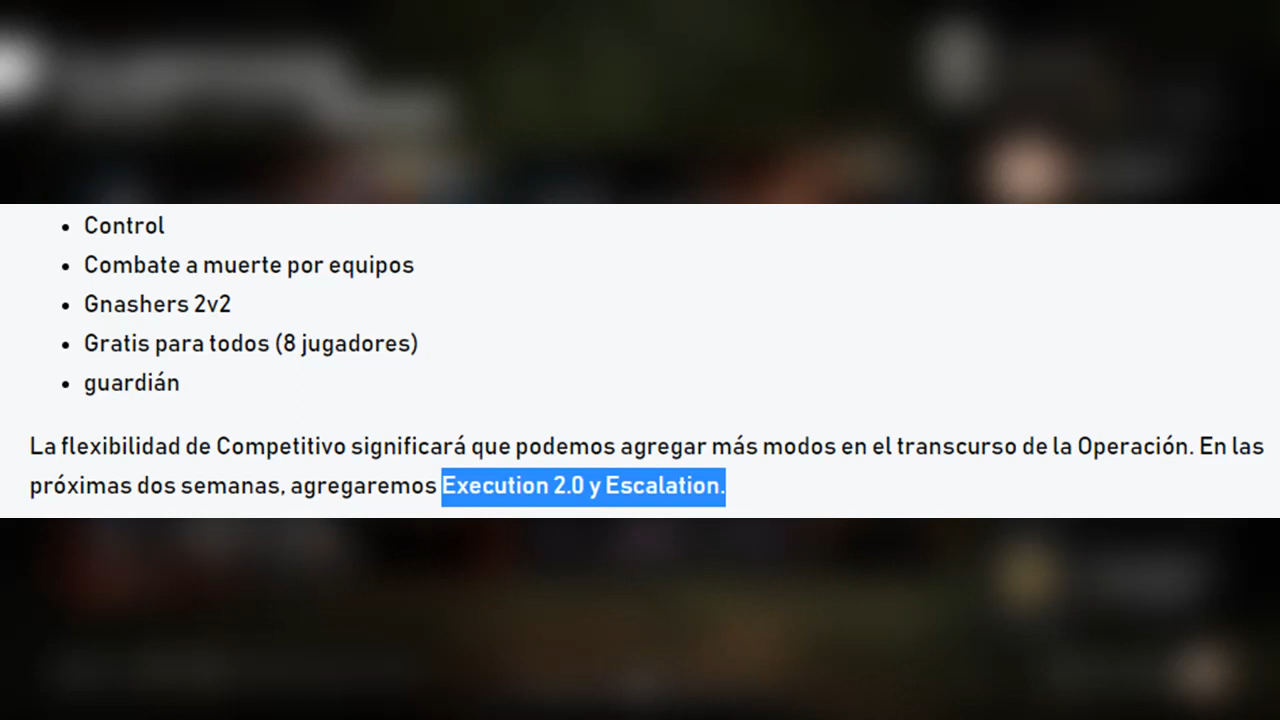 • Control
• Combate a muerte por equipos
• Gnashers 2v2
• Gratis para todos (8 jugadores)
• guardián
La flexibilidad de Competitivo significará que podemos agregar más modos en el transcurso de la Operación. En las
próximas dos semanas, agregaremos Execution 2.0 y Escalation.